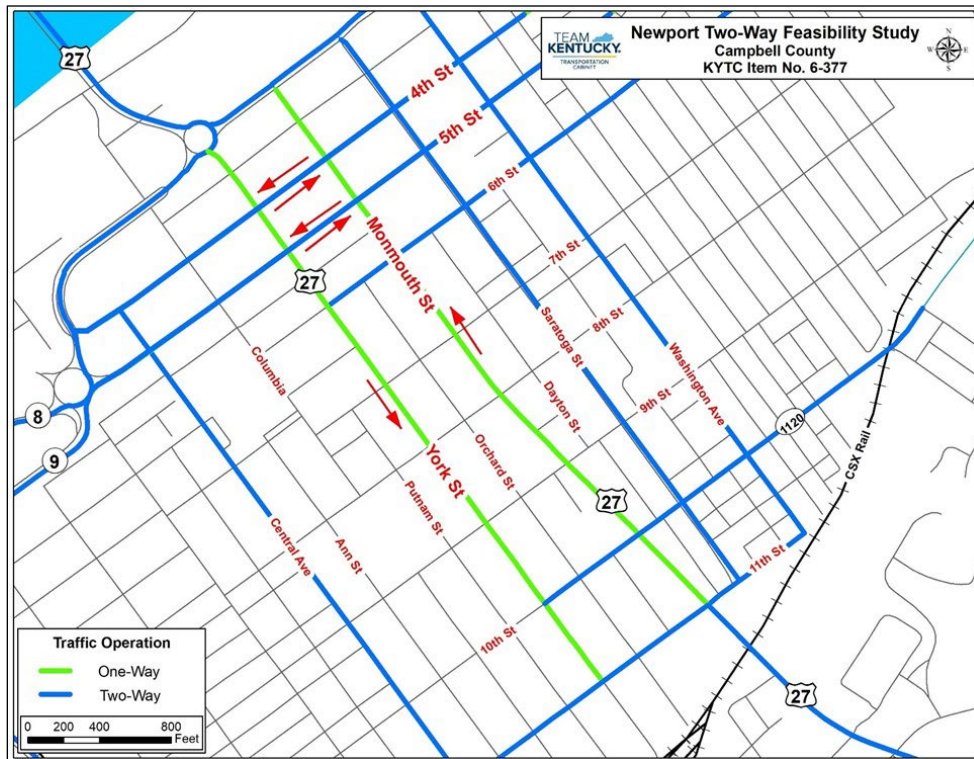 TEAM
KENTUCKY.
TRANSPORTATION
CABINET
Newport Two-Way Feasibility Study
Campbell County
KYTC Item No. 6-377
N
W
E
S
27
4th St
5th St
6th St
7th St
Monmouth St
27
8th St
Saratoga St
Washington Ave
Columbia
Dayton St
9th St
8
1120
9
York St
Orchard St
CSX Rail
Putnam St
27
Central Ave
Ann St
11th St
10th St
27
Traffic Operation
One-Way
Two-Way
0 200 400 800
Feet